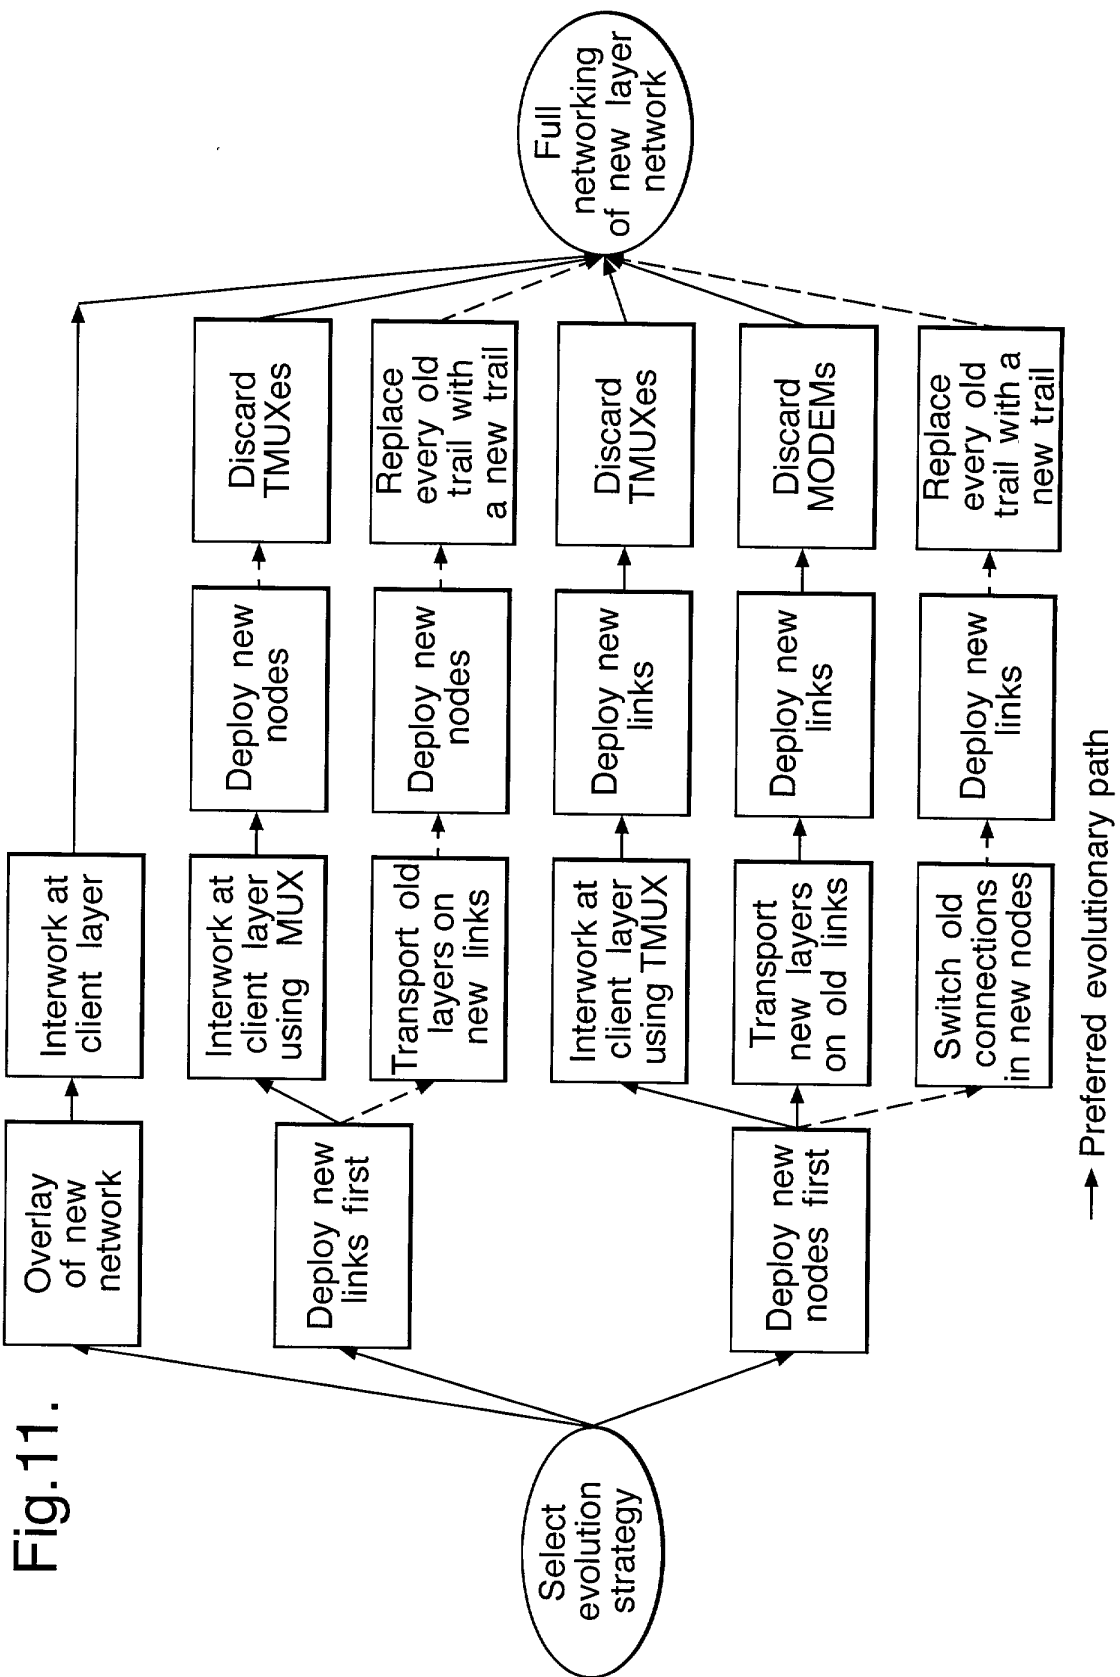 Fig.11.
Select
evolution
strategy
Overlay
of new
network
Interwork at
client layer
Deploy new
links first
Interwork at
client layer
using MUX
Deploy new
nodes
Discard
TMUXes
Transport old
layers on
new links
Deploy new
nodes
Replace
every old
trail with
a new trail
Deploy new
nodes first
Interwork at
client layer
using TMUX
Deploy new
links
Discard
TMUXes
Transport
new layers
on old links
Deploy new
links
Discard
MODEMs
Switch old
connections
in new nodes
Deploy new
links
Replace
every old
trail with a
new trail
Full
networking
of new layer
network
Preferred evolutionary path